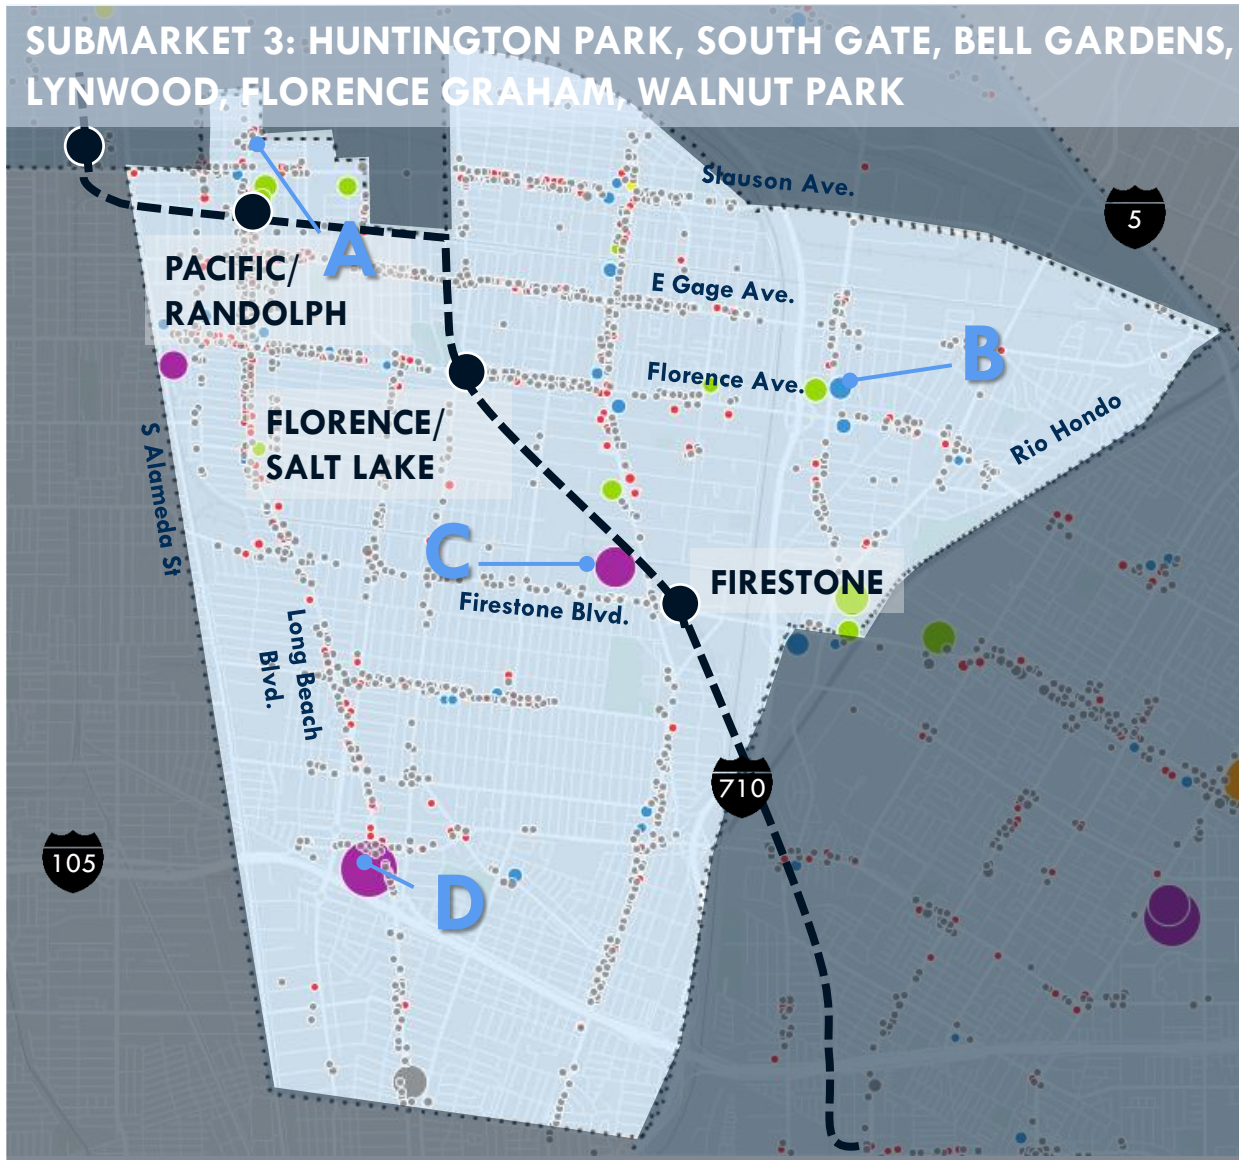 SUBMARKET 3: HUNTINGTON PARK, SOUTH GATE, BELL GARDENS,
LYNWOOD, FLORENCE GRAHAM, WALNUT PARK
Slauson Ave.
5
A
PACIFIC/
RANDOLPH
E Gage Ave.
B
Florence Ave.
FLORENCE/
SALT LAKE
Rio Hondo
S Alameda St
C
FIRESTONE
Firestone Blvd.
Long Beach
Blvd.
710
105
D